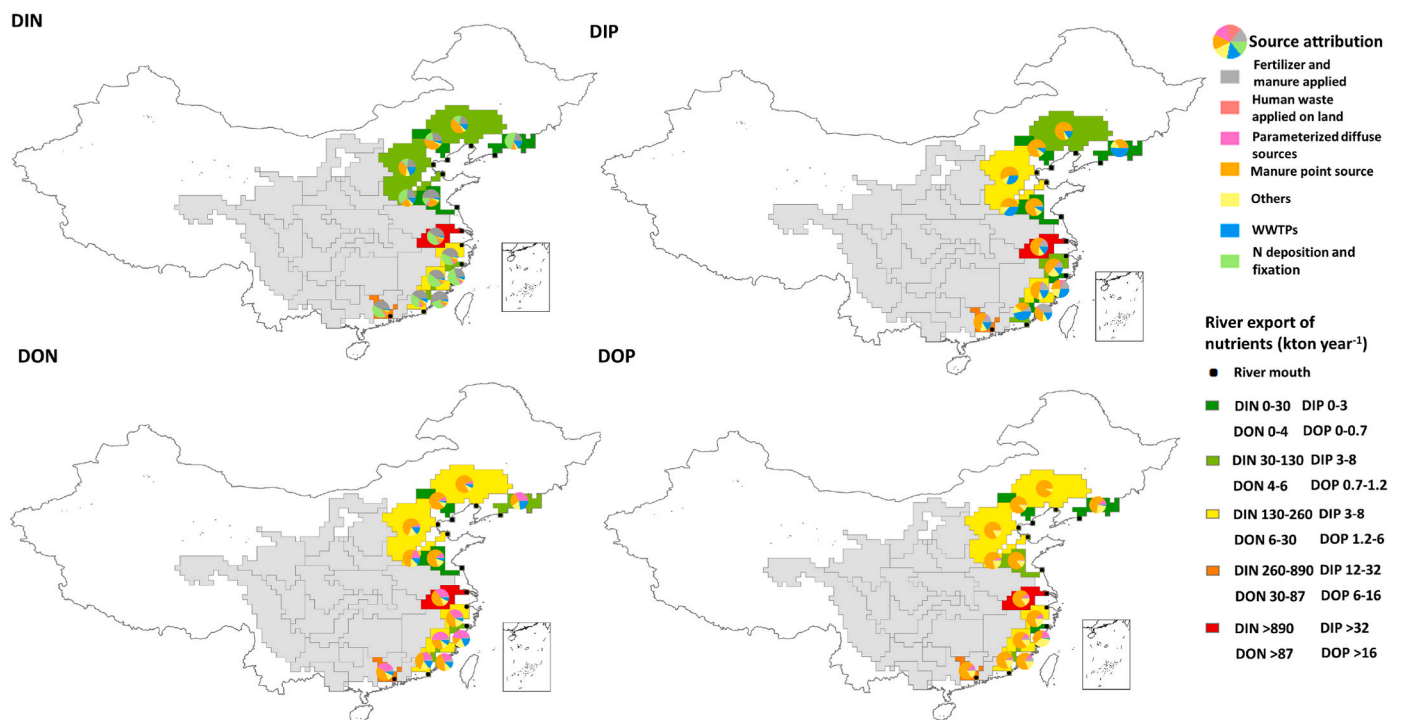 DIN
DIP
DON
DOP
Source attribution
Fertilizer and
manure applied
Human waste
applied on land
Parameterized diffuse
sources
Manure point source
Others
WWTPs
N deposition and
fixation
River export of
nutrients (kton year⁻¹)
River mouth
DIN 0-30 DIP 0-3
DON 0-4 DOP 0-0.7
DIN 30-130 DIP 3-8
DON 4-6 DOP 0.7-1.2
DIN 130-260 DIP 3-8
DON 6-30 DOP 1.2-6
DIN 260-890 DIP 12-32
DON 30-87 DOP 6-16
DIN >890 DIP >32
DON >87 DOP >16